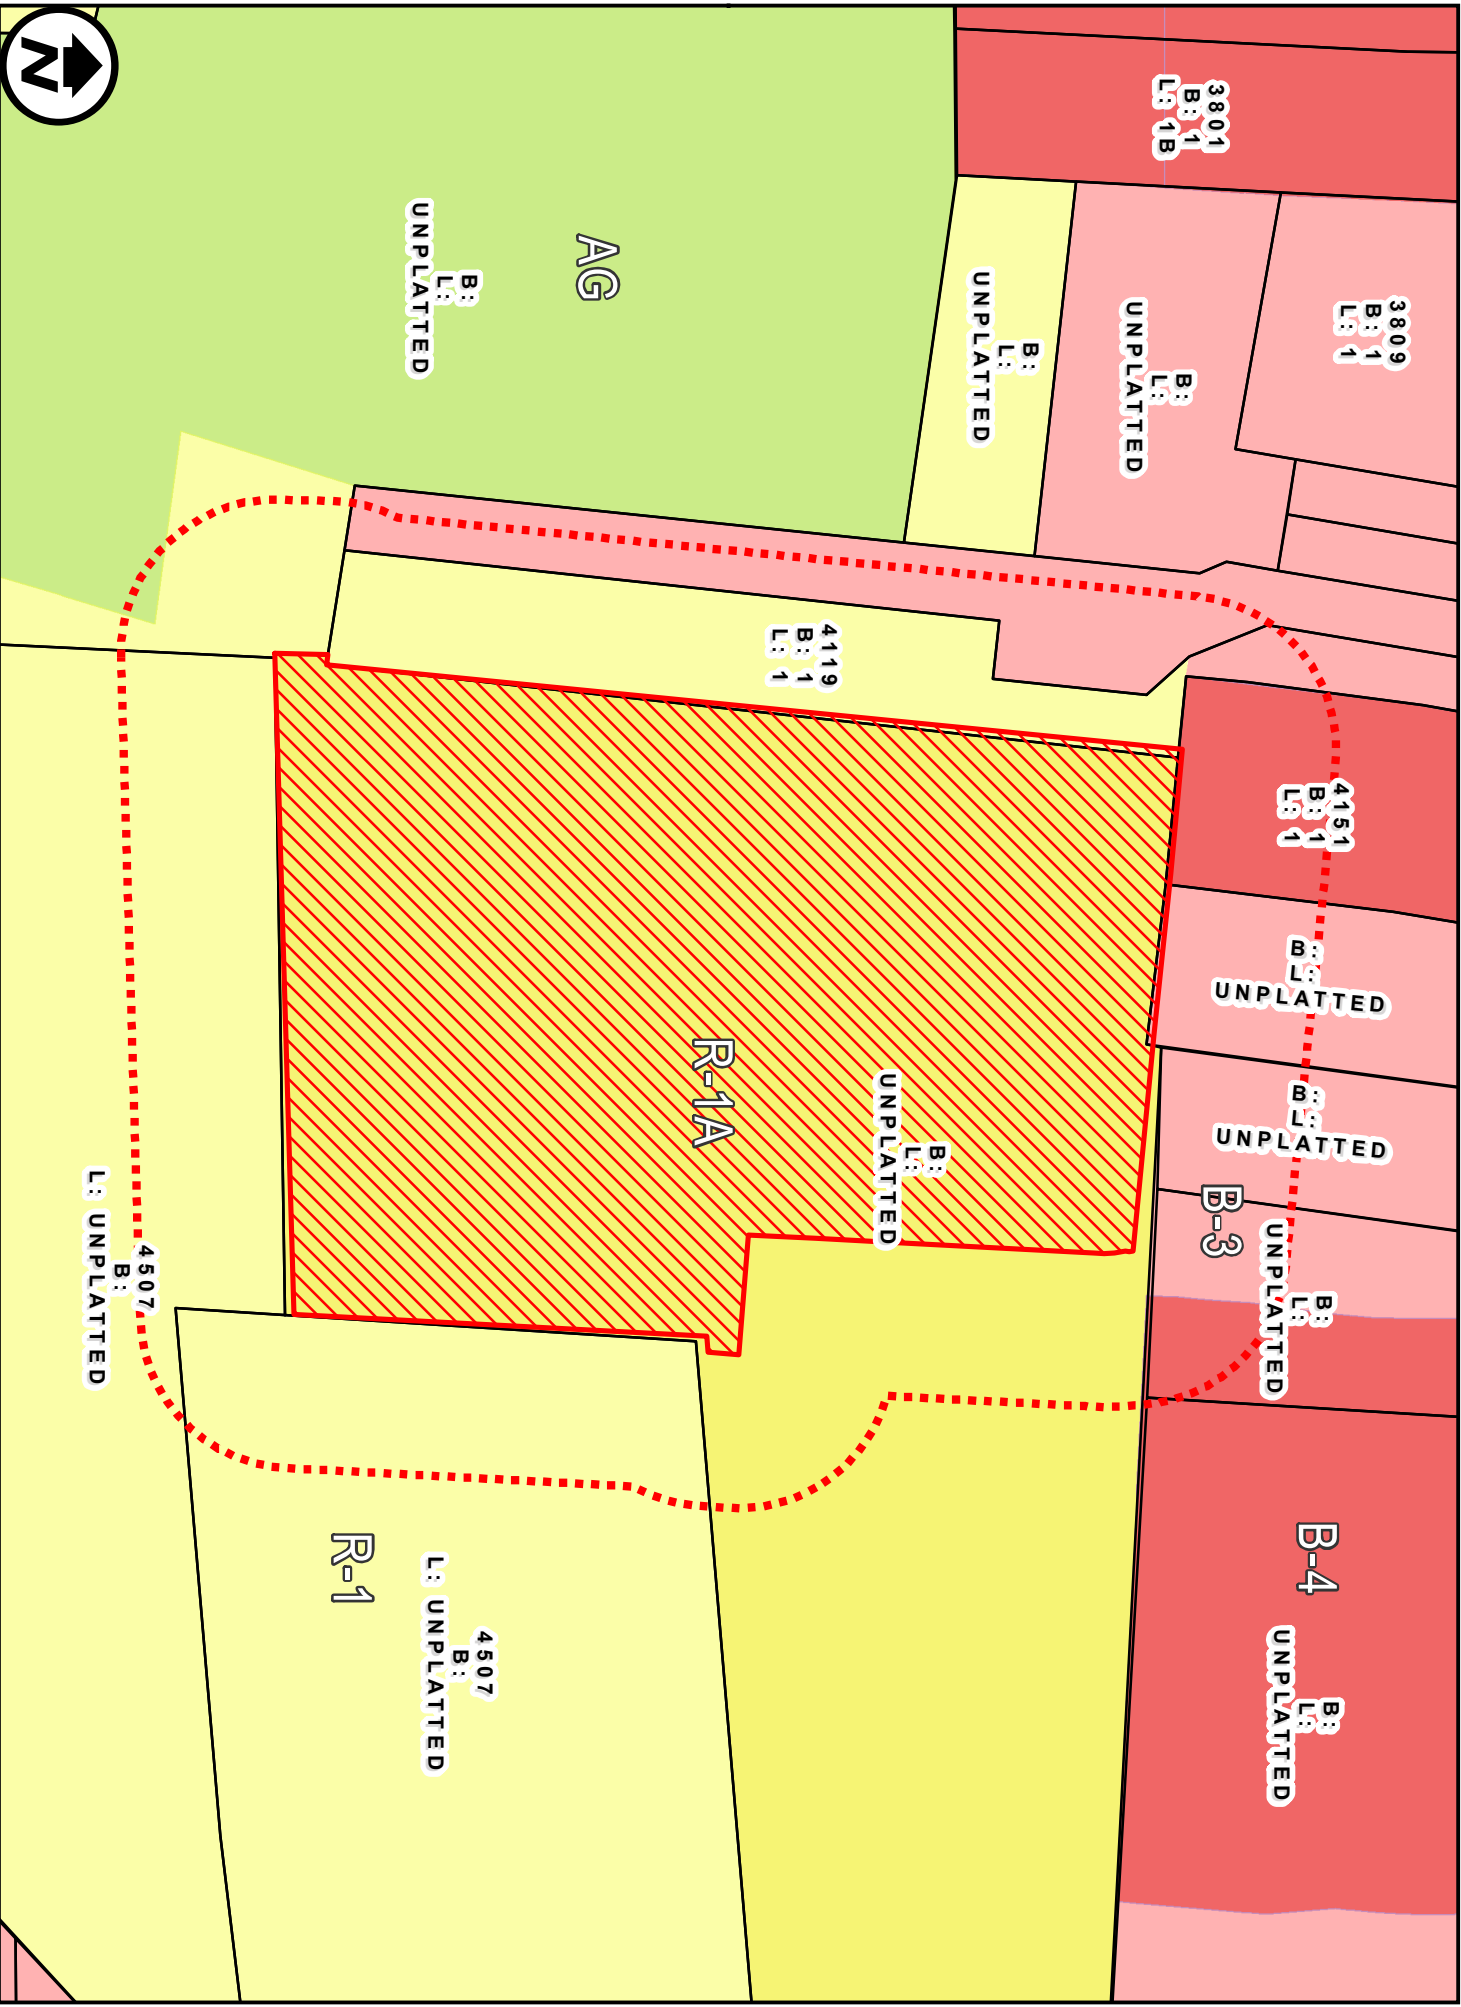 3809
B: 1
L: 1
4151
B: 1
L: 1
B:
L:
UNPLATTED
B:
L:
UNPLATTED
B:
L:
UNPLATTED
B-4
B:
L:
UNPLATTED
3801
B: 1
L: 1B
B:
L:
UNPLATTED
B-3
B:
L:
UNPLATTED
B:
L:
UNPLATTED
4119
B: 1
L: 1
R-1A
AG
B:
L:
UNPLATTED
4507
B:
L: UNPLATTED
R-1
4507
B:
L: UNPLATTED
N